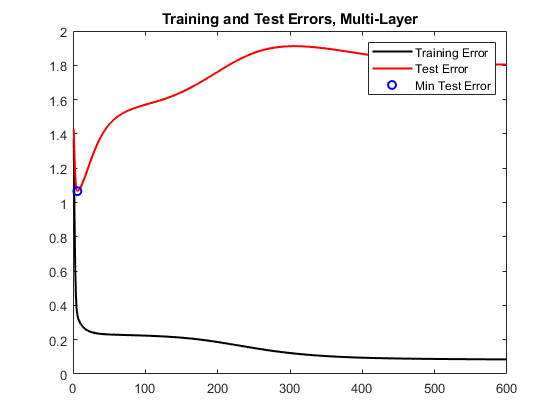 Training and Test Errors, Multi-Layer
2
1.8
1.6
1.4
1.2
1
0.8
0.6
0.4
0.2
0
Training Error
Test Error
Min Test Error
0 100 200 300 400 500 600